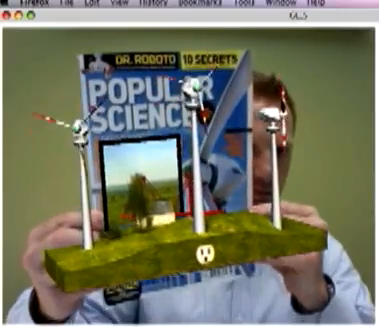 Firefox File Edit View History Bookmarks Tools Window Help
DR. ROBOTO 10 SECRETS
POPULAR
SCIENCE